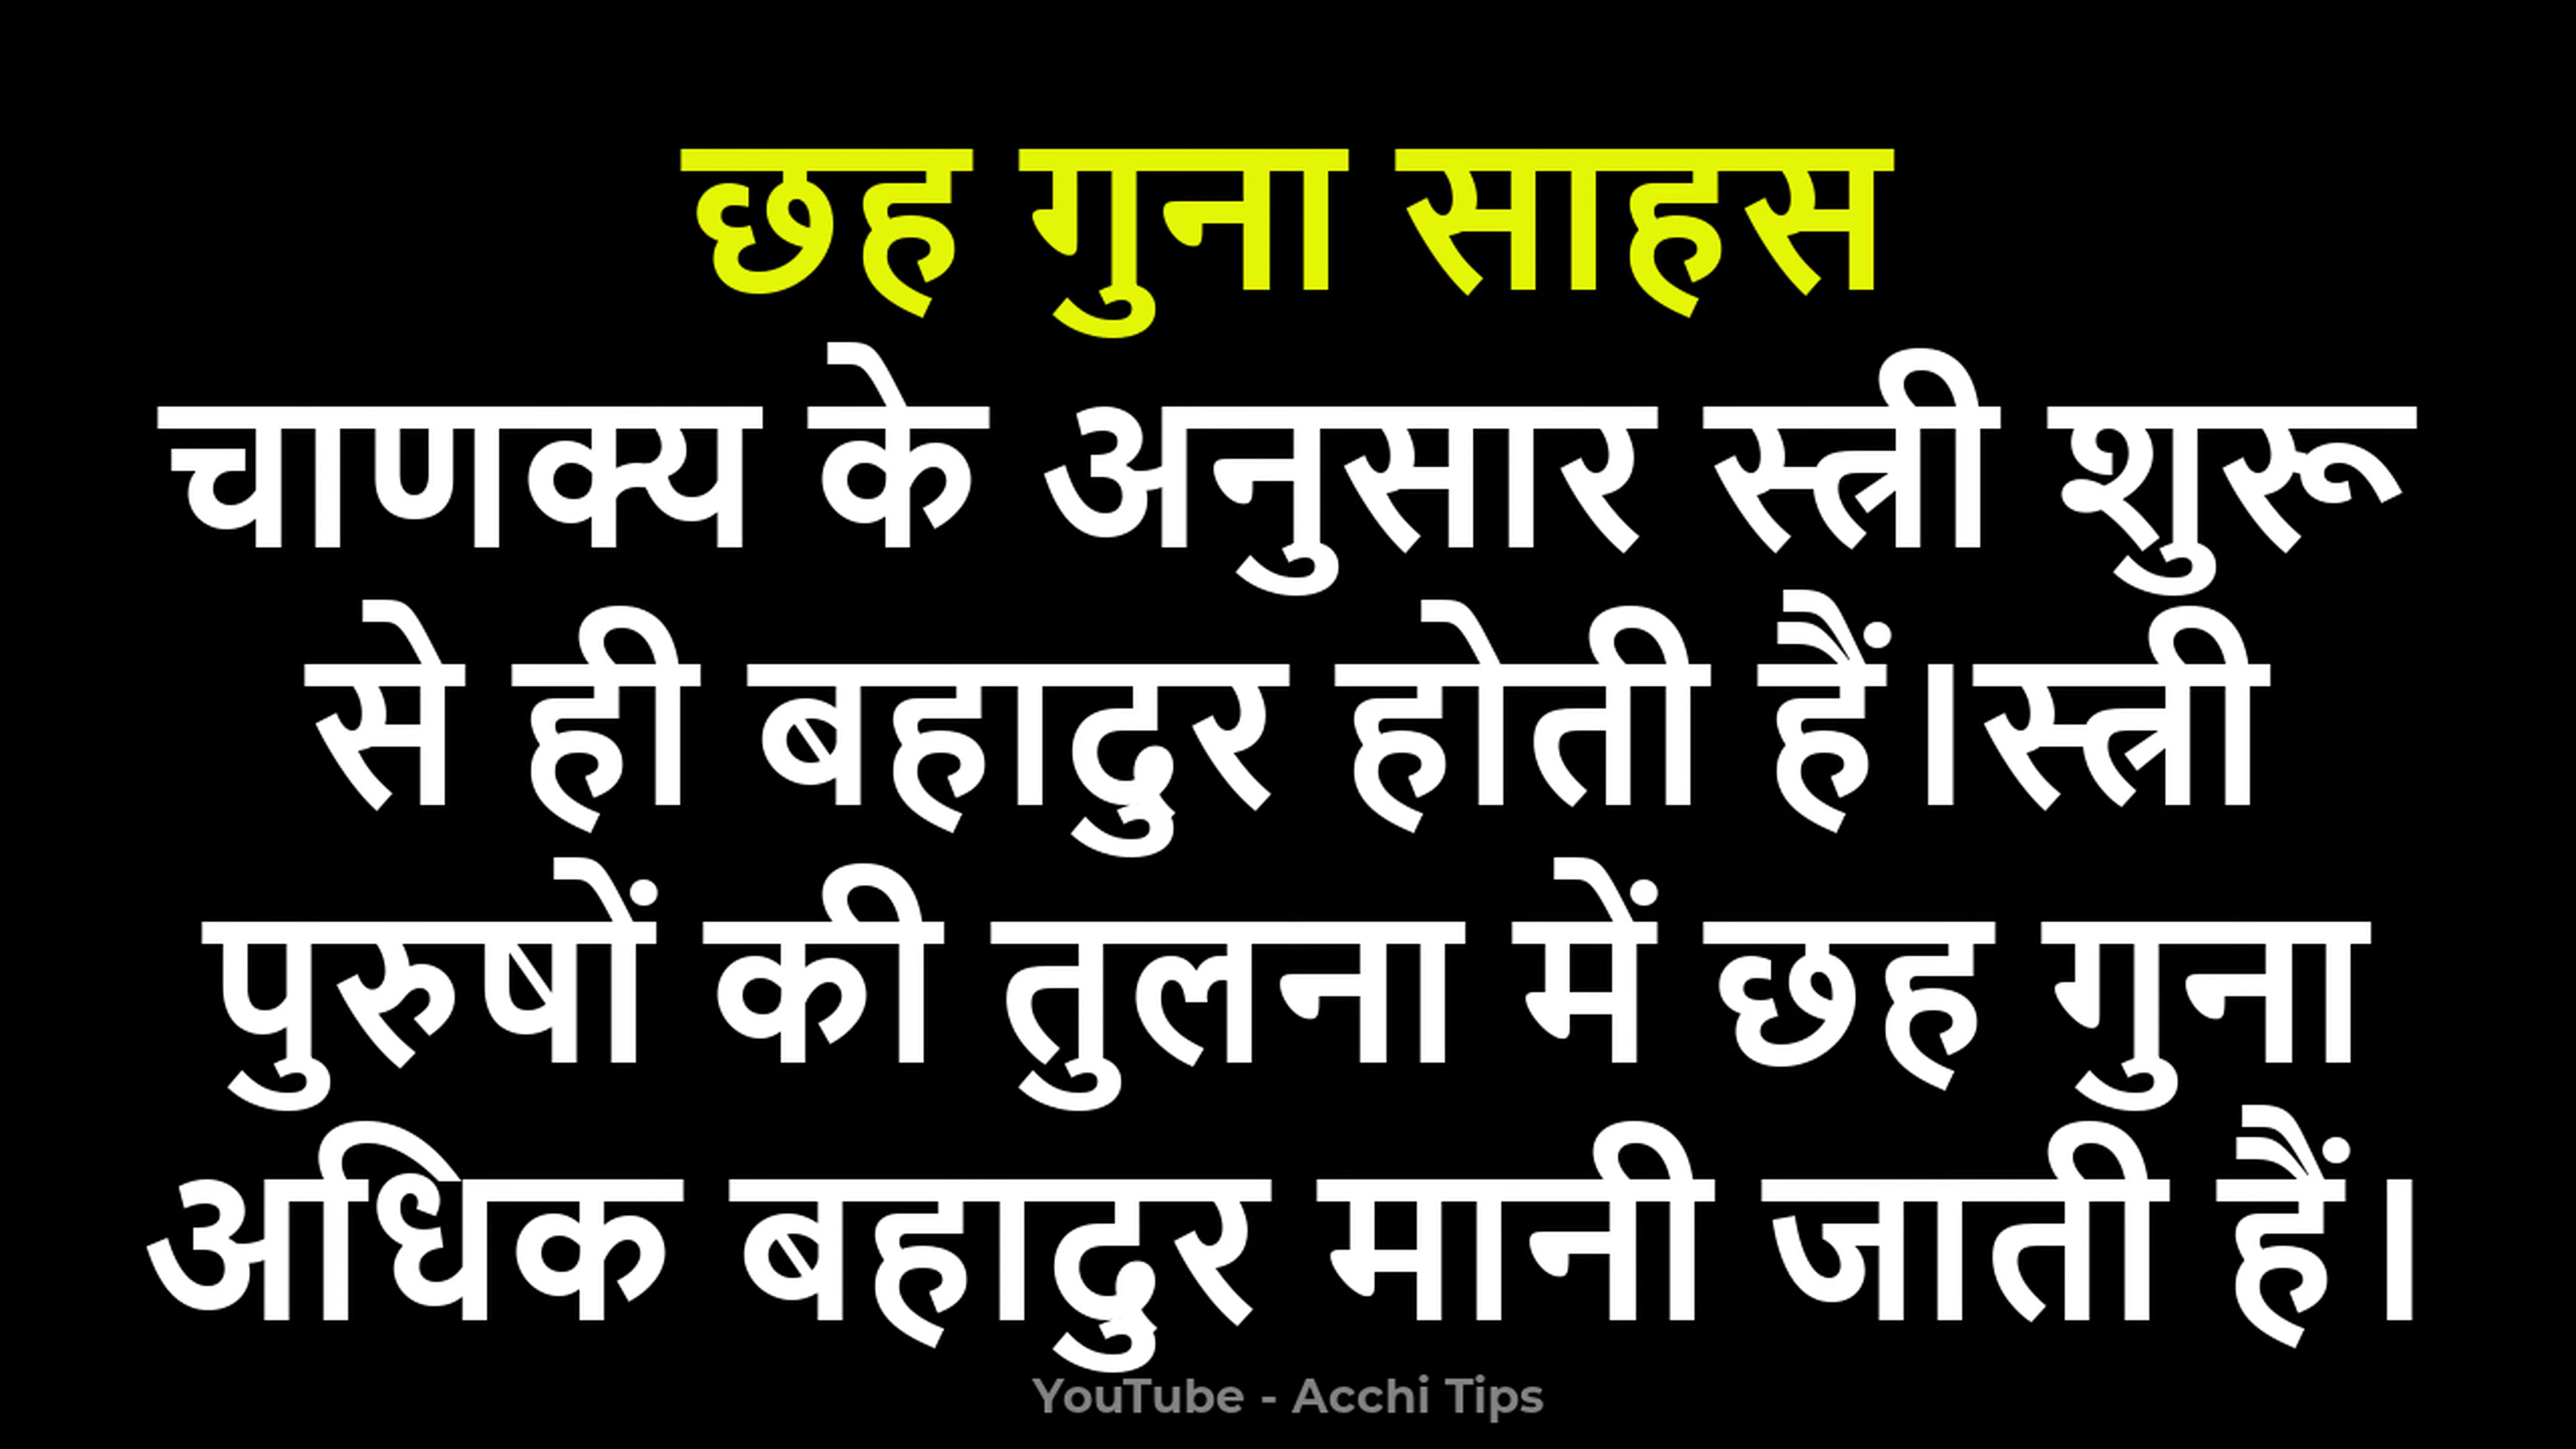 छह गुना साहस
चाणक्य के अनुसार स्त्री शुरू
से ही बहादुर होती हैं।स्त्री
पुरुषों की तुलना में छह गुना
अधिक बहादुर मानी जाती हैं।
YouTube - Acchi Tips